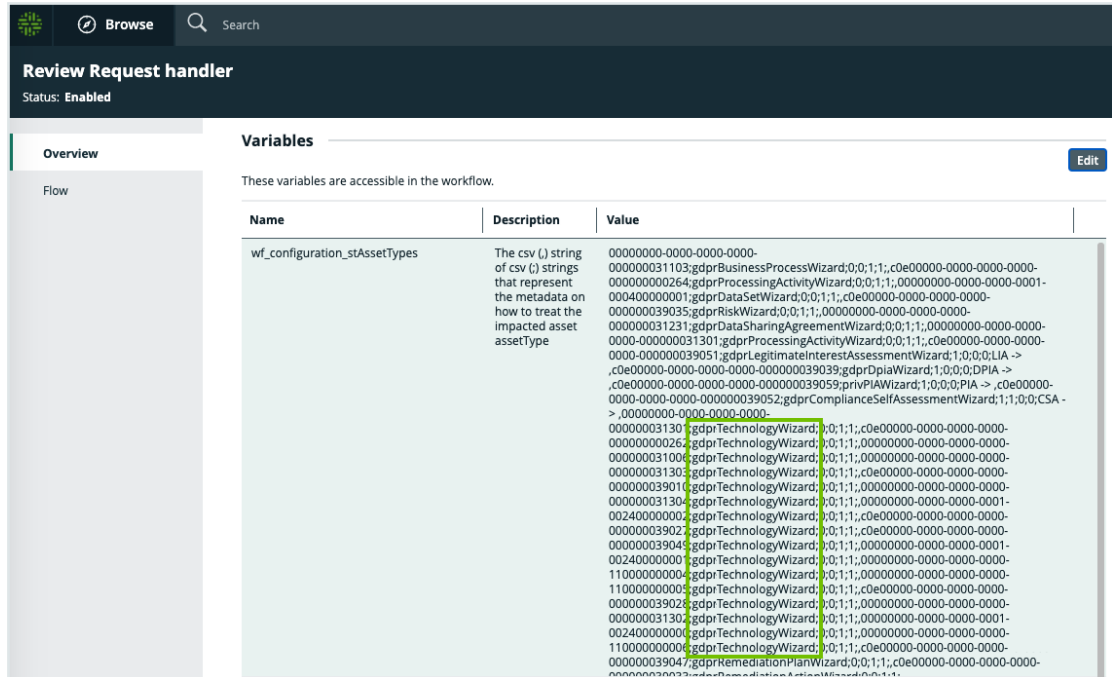 Browse
Search
Review Request handler
Status: Enabled
Overview
Flow
Variables
Edit
These variables are accessible in the workflow.
Name
Description
Value
wf_configuration_stAssetTypes
The csv (,) string
of csv (;) strings
that represent
the metadata on
how to treat the
impacted asset
assetType
00000000-0000-0000-0000-
000000031103;gdprBusinessProcessWizard;0;0;1;1;,c0e00000-0000-0000-0000-
000000000264;gdprProcessingActivityWizard;0;0;1;1;,00000000-0000-0000-0001-
000400000001;gdprDataSetWizard;0;0;1;1;,c0e00000-0000-0000-0000-
000000039035;gdprRiskWizard;0;0;1;1;,00000000-0000-0000-0000-
000000031231;gdprDataSharingAgreementWizard;0;0;1;1;,00000000-0000-0000-
0000-000000031301;gdprProcessingActivityWizard;0;0;1;1;,c0e00000-0000-0000-
0000-000000039051;gdprLegitimateInterestAssessmentWizard;1;0;0;0;LIA ->
,c0e00000-0000-0000-0000-000000039039;gdprDpiaWizard;1;0;0;0;DPIA ->
,c0e00000-0000-0000-0000-000000039059;privPIAWizard;1;0;0;0;PIA -> ,c0e00000-
0000-0000-0000-000000039052;gdprComplianceSelfAssessmentWizard;1;1;0;0;CSA -
> ,00000000-0000-0000-0000-
000000031301;gdprTechnologyWizard;0;0;1;1;,c0e00000-0000-0000-0000-
000000000262;gdprTechnologyWizard;0;0;1;1;,00000000-0000-0000-0000-
000000031006;gdprTechnologyWizard;0;0;1;1;,00000000-0000-0000-0000-
000000031303;gdprTechnologyWizard;0;0;1;1;,c0e00000-0000-0000-0000-
000000039010;gdprTechnologyWizard;0;0;1;1;,00000000-0000-0000-0000-
000000031304;gdprTechnologyWizard;0;0;1;1;,00000000-0000-0000-0001-
002400000002;gdprTechnologyWizard;0;0;1;1;,c0e00000-0000-0000-0000-
000000039027;gdprTechnologyWizard;0;0;1;1;,c0e00000-0000-0000-0000-
000000039049;gdprTechnologyWizard;0;0;1;1;,00000000-0000-0000-0001-
002400000001;gdprTechnologyWizard;0;0;1;1;,00000000-0000-0000-0000-
110000000004;gdprTechnologyWizard;0;0;1;1;,00000000-0000-0000-0000-
110000000005;gdprTechnologyWizard;0;0;1;1;,c0e00000-0000-0000-0000-
000000039028;gdprTechnologyWizard;0;0;1;1;,00000000-0000-0000-0000-
000000031302;gdprTechnologyWizard;0;0;1;1;,00000000-0000-0000-0001-
002400000000;gdprTechnologyWizard;0;0;1;1;,00000000-0000-0000-0000-
110000000006;gdprTechnologyWizard;0;0;1;1;,c0e00000-0000-0000-0000-
000000039047;gdprRemediationPlanWizard;0;0;1;1;,c0e00000-0000-0000-0000-
000000039033;gdprRemediationActionWizard;0;0;1;1;